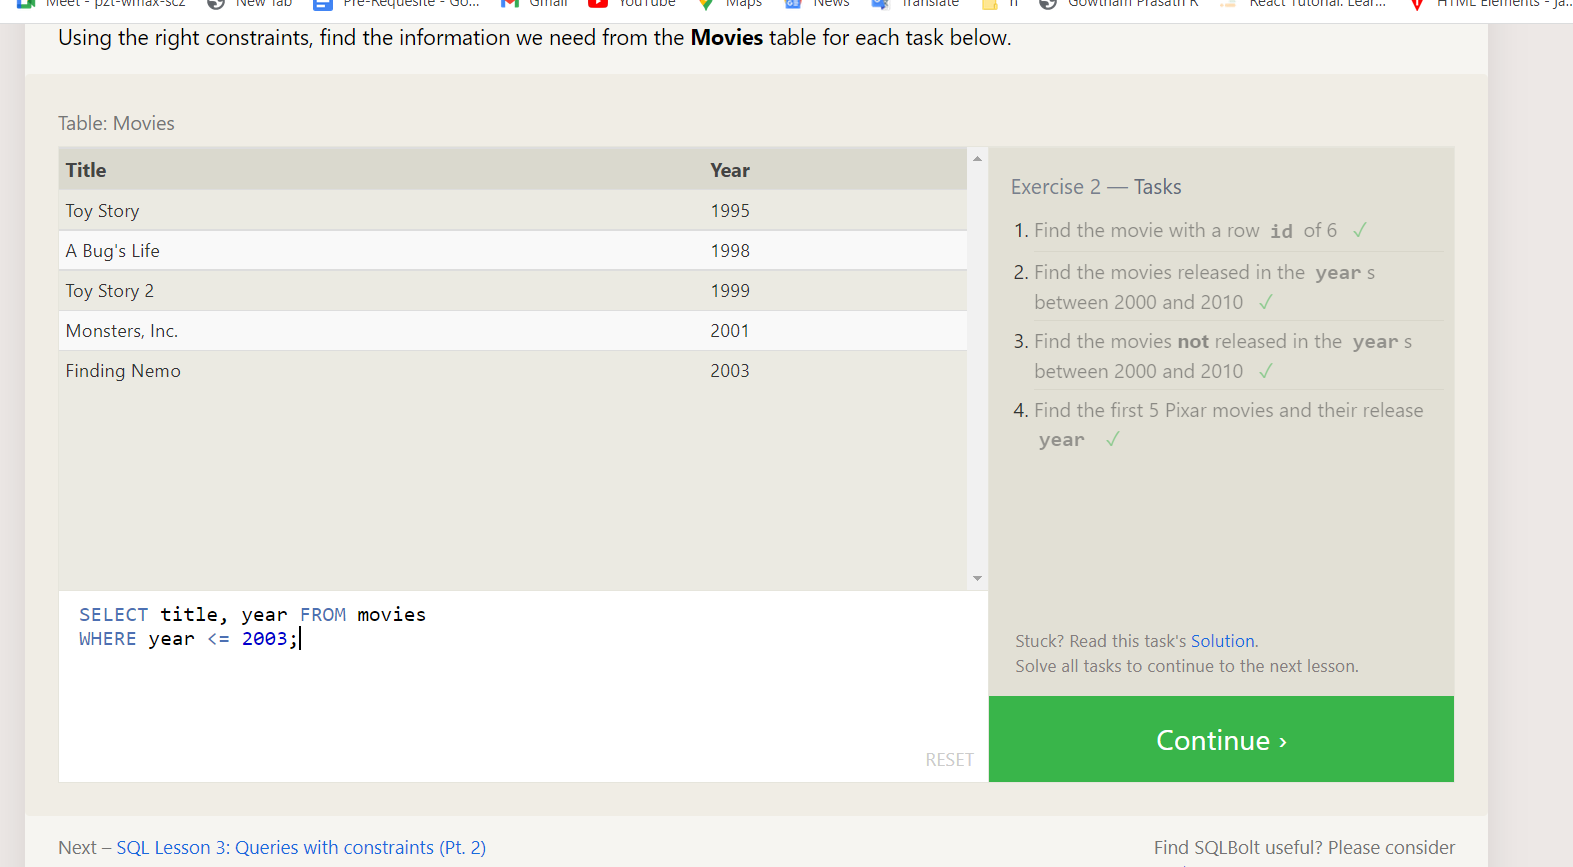 Meet - pzt-wmax-scz New Tab Pre-Requesite - Go... Gmail YouTube Maps News Translate Gowtham Prasath R React Tutorial: Lear... HTML Elements - Ja...
Using the right constraints, find the information we need from the Movies table for each task below.
Table: Movies
Title Year
Toy Story 1995
A Bug's Life 1998
Toy Story 2 1999
Monsters, Inc. 2001
Finding Nemo 2003
Exercise 2 — Tasks
1. Find the movie with a row id of 6 ✓
2. Find the movies released in the year s
between 2000 and 2010 ✓
3. Find the movies not released in the year s
between 2000 and 2010 ✓
4. Find the first 5 Pixar movies and their release
year ✓
SELECT title, year FROM movies
WHERE year <= 2003;
RESET
Stuck? Read this task's Solution.
Solve all tasks to continue to the next lesson.
Continue ›
Next – SQL Lesson 3: Queries with constraints (Pt. 2)
Find SQLBolt useful? Please consider